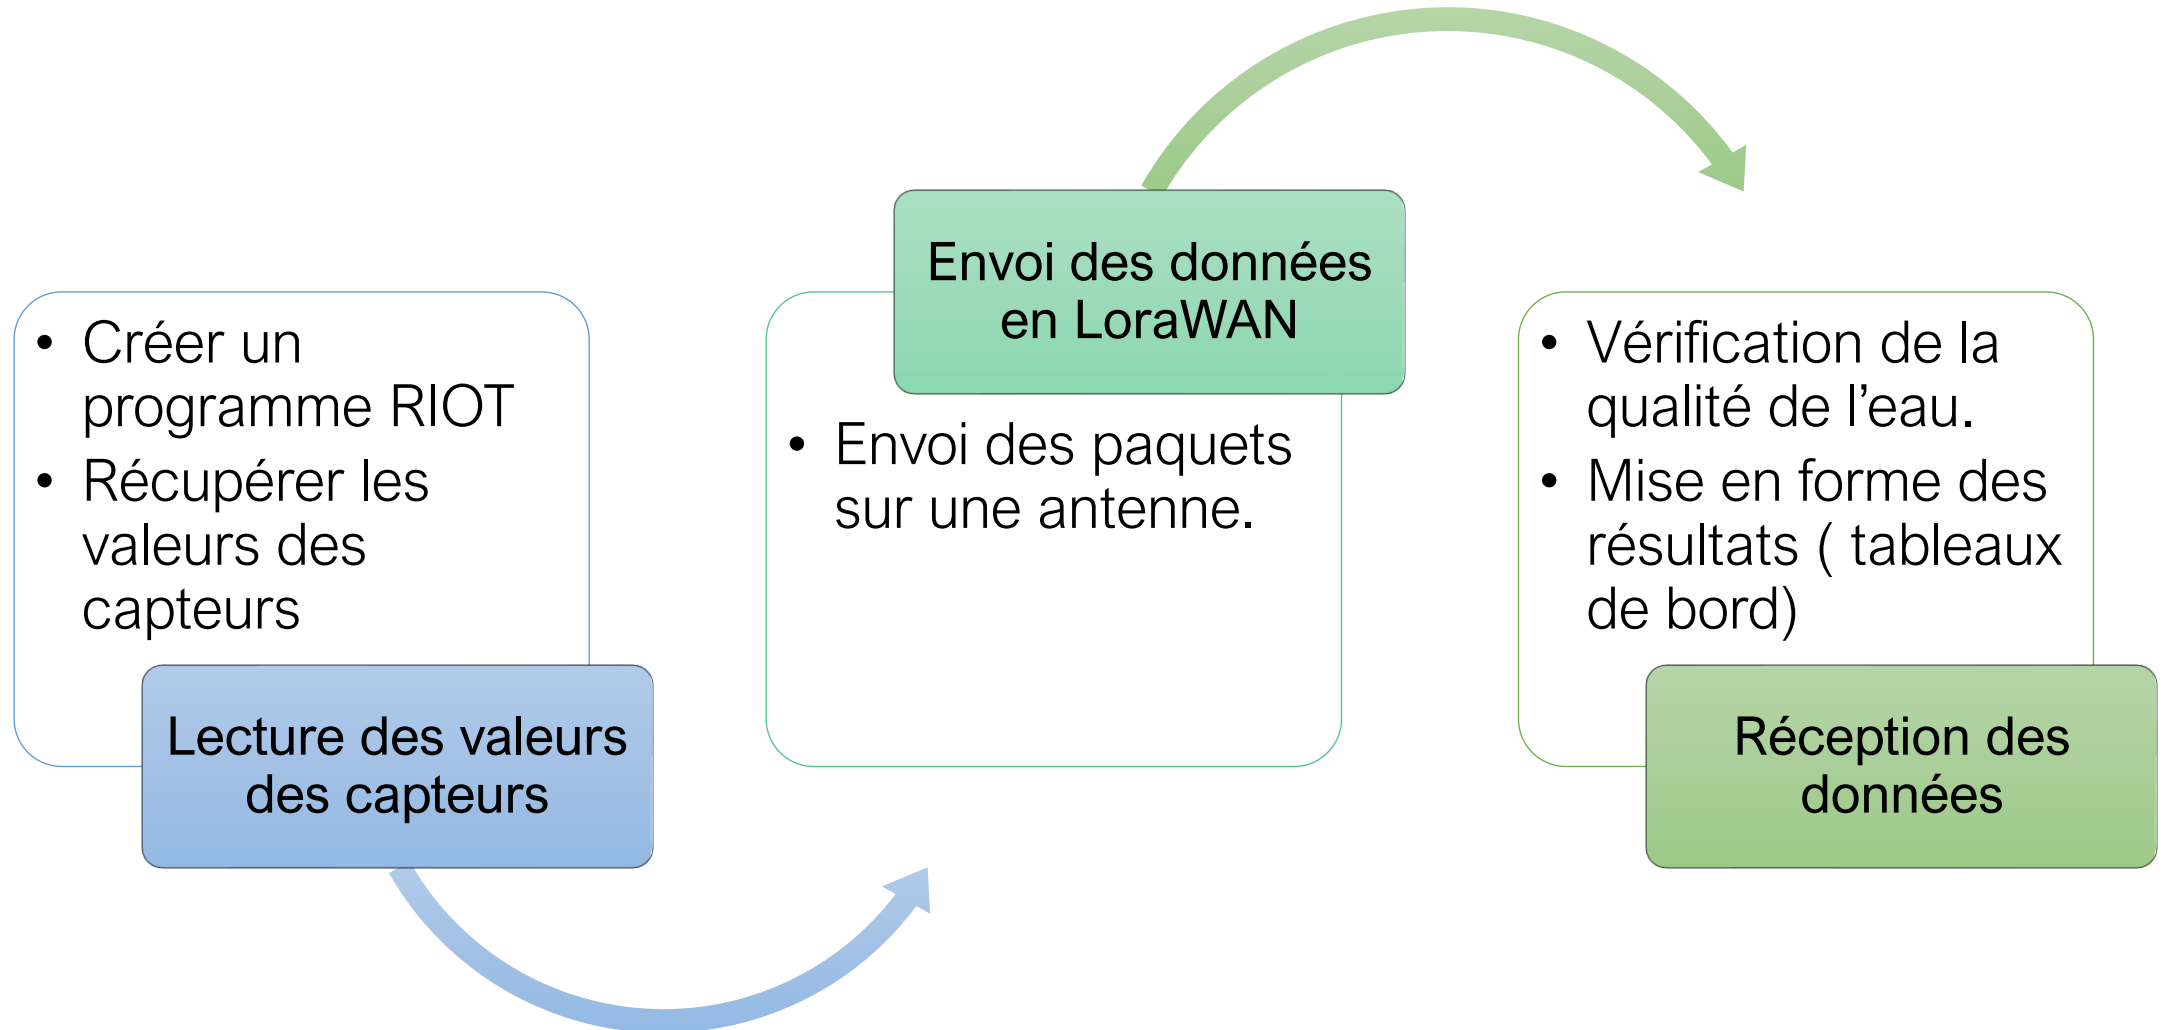 • Créer un
programme RIOT
• Récupérer les
valeurs des
capteurs
Lecture des valeurs
des capteurs
Envoi des données
en LoraWAN
• Envoi des paquets
sur une antenne.
• Vérification de la
qualité de l’eau.
• Mise en forme des
résultats ( tableaux
de bord)
Réception des
données